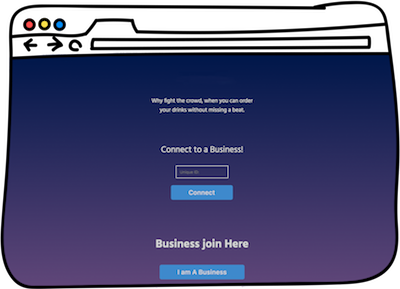 Why fight the crowd, when you can order
your drinks without missing a beat.
Connect to a Business!
Unique ID
Connect
Business join Here
I am A Business